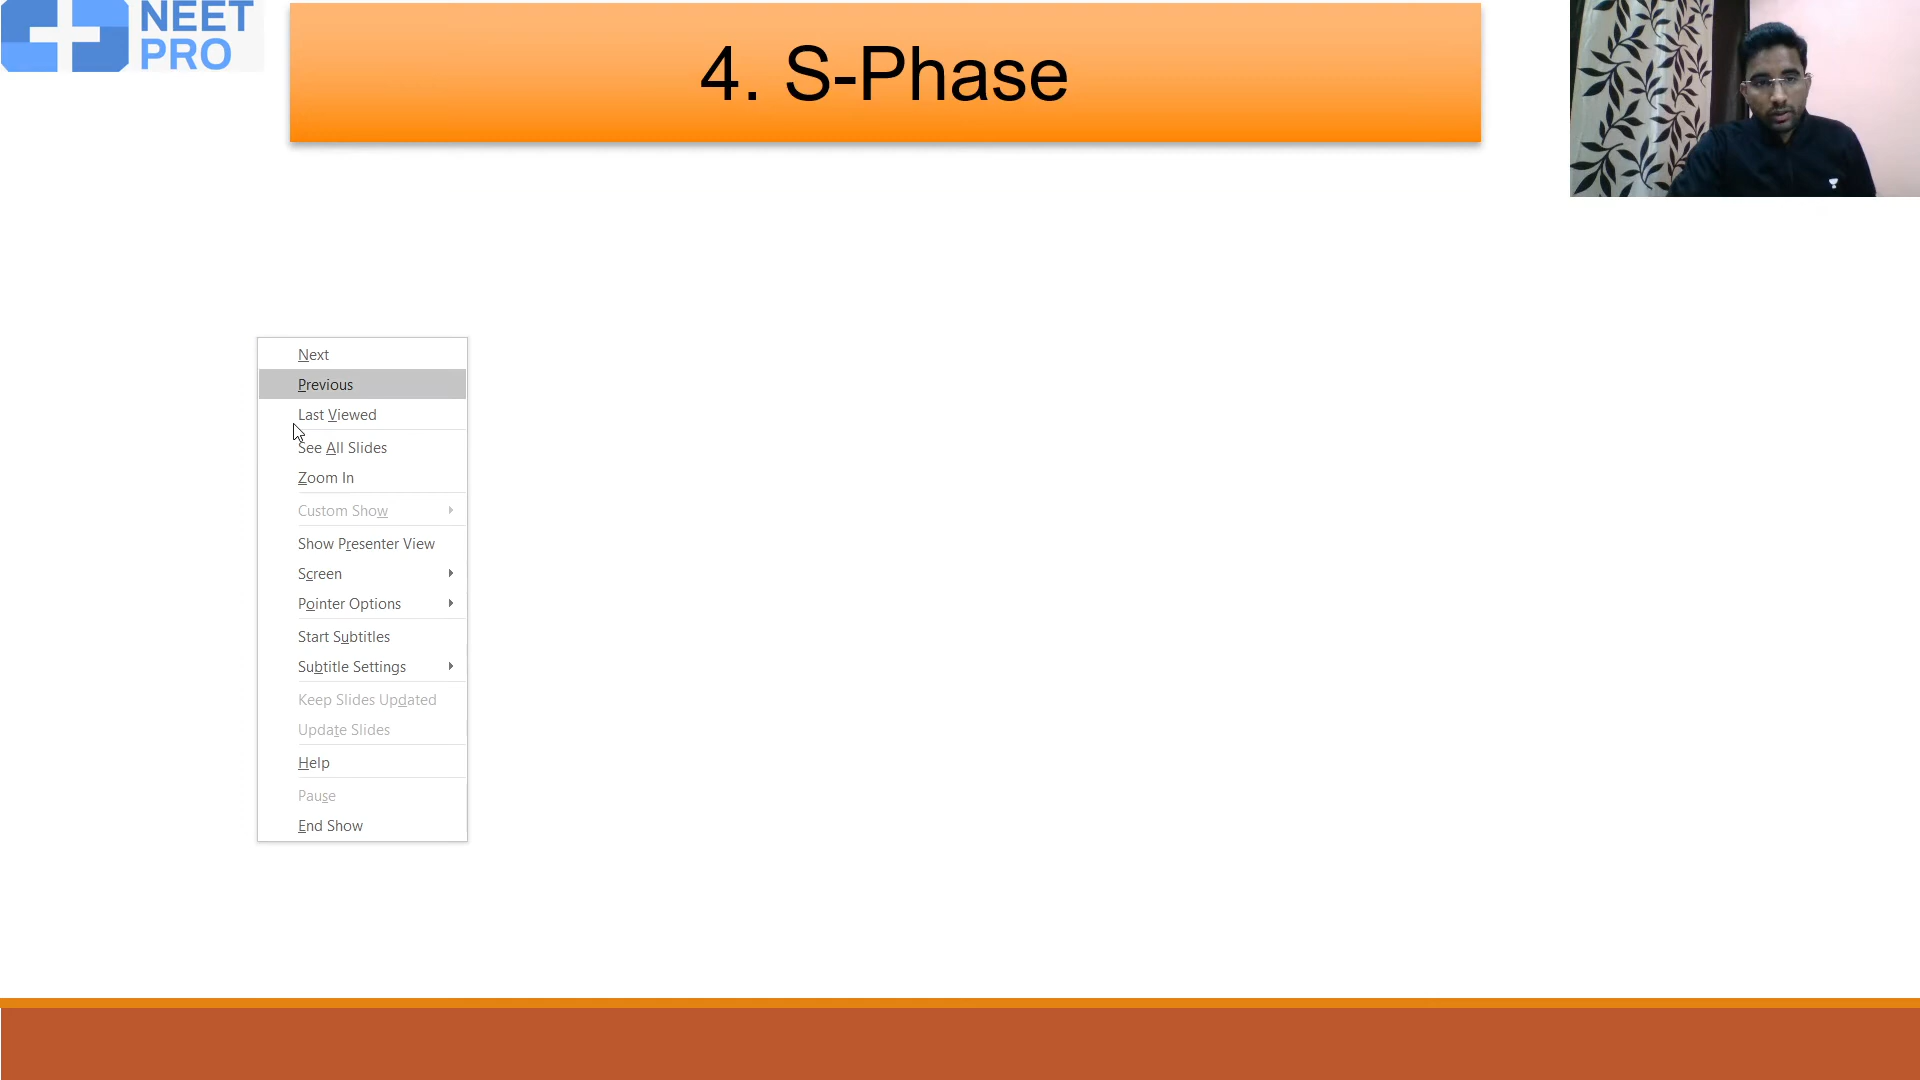 NEET
PRO
4. S-Phase
Next
Previous
Last Viewed
See All Slides
Zoom In
Custom Show
Show Presenter View
Screen
Pointer Options
Start Subtitles
Subtitle Settings
Keep Slides Updated
Update Slides
Help
Pause
End Show